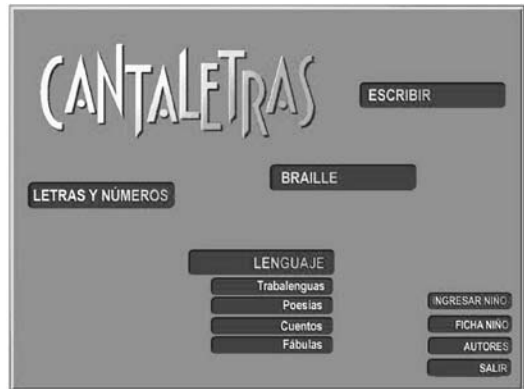 CANTALETRAS
ESCRIBIR
BRAILLE
LETRAS Y NÚMEROS
LENGUAJE
Trabalenguas
Poesías
Cuentos
Fábulas
INGRESAR NIÑO
FICHA NIÑO
AUTORES
SALIR